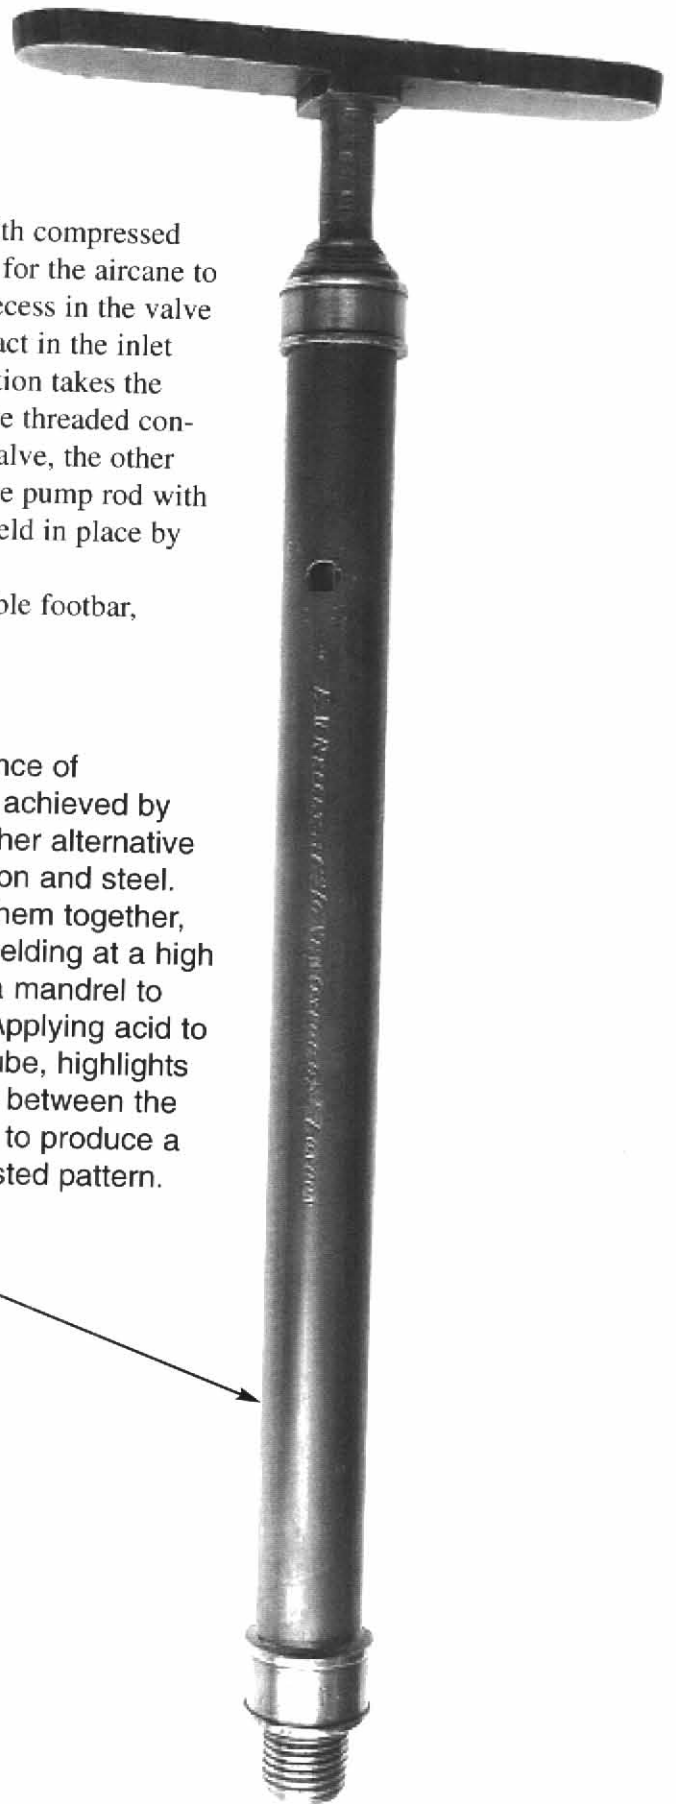 th compressed
for the aircane to
ecess in the valve
act in the inlet
tion takes the
e threaded con-
alve, the other
e pump rod with
eld in place by
ble footbar,
nce of
achieved by
her alternative
on and steel.
hem together,
elding at a high
a mandrel to
Applying acid to
ube, highlights
between the
to produce a
sted pattern.